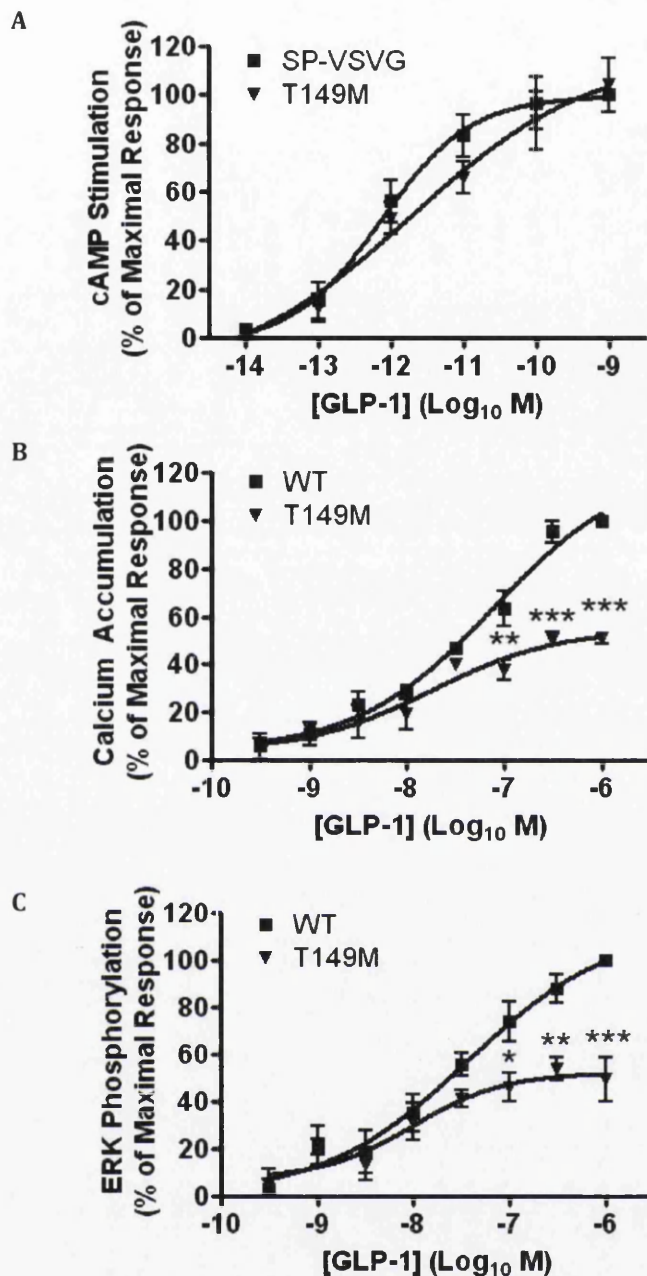 A
cAMP Stimulation
(% of Maximal Response)
120
100
80
60
40
20
0
SP-VSVG
T149M
-14 -13 -12 -11 -10 -9
[GLP-1] (Log₁₀ M)
B
Calcium Accumulation
(% of Maximal Response)
120
100
80
60
40
20
0
WT
T149M
** *** ***
-10 -9 -8 -7 -6
[GLP-1] (Log₁₀ M)
C
ERK Phosphorylation
(% of Maximal Response)
120
100
80
60
40
20
0
WT
T149M
* ** ***
-10 -9 -8 -7 -6
[GLP-1] (Log₁₀ M)